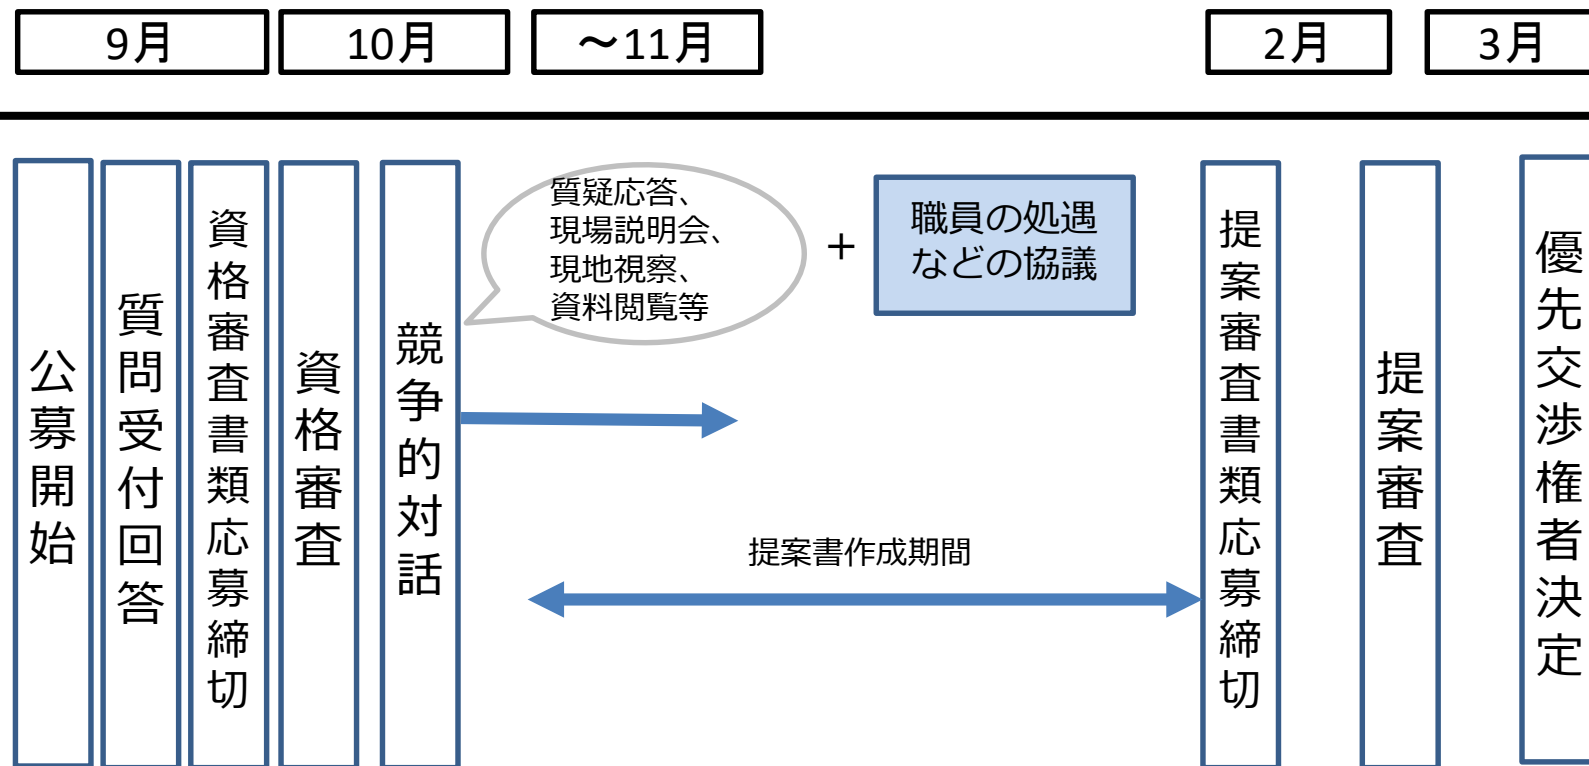 9月
10月
～11月
2月
3月
公募開始
質問受付回答
資格審査書類応募締切
資格審査
競争的対話
質疑応答、
現場説明会、
現地視察、
資料閲覧等
＋
職員の処遇
などの協議
提案書作成期間
提案審査書類応募締切
提案審査
優先交渉権者決定